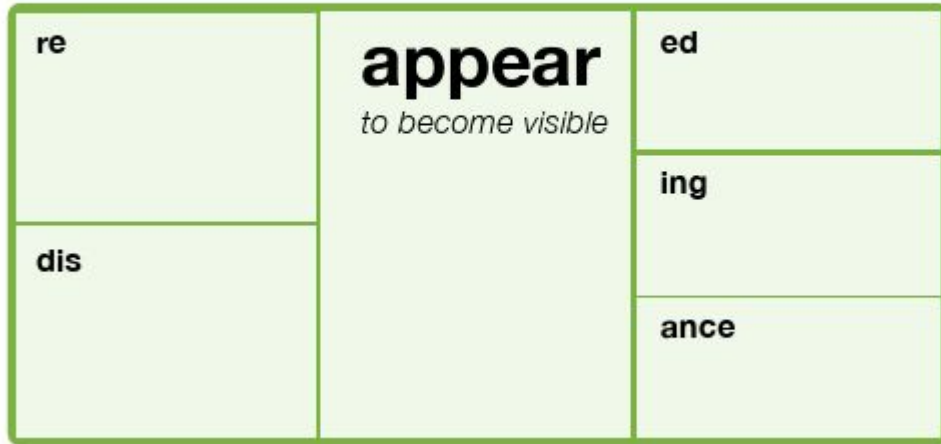 re
dis
appear
to become visible
ed
ing
ance